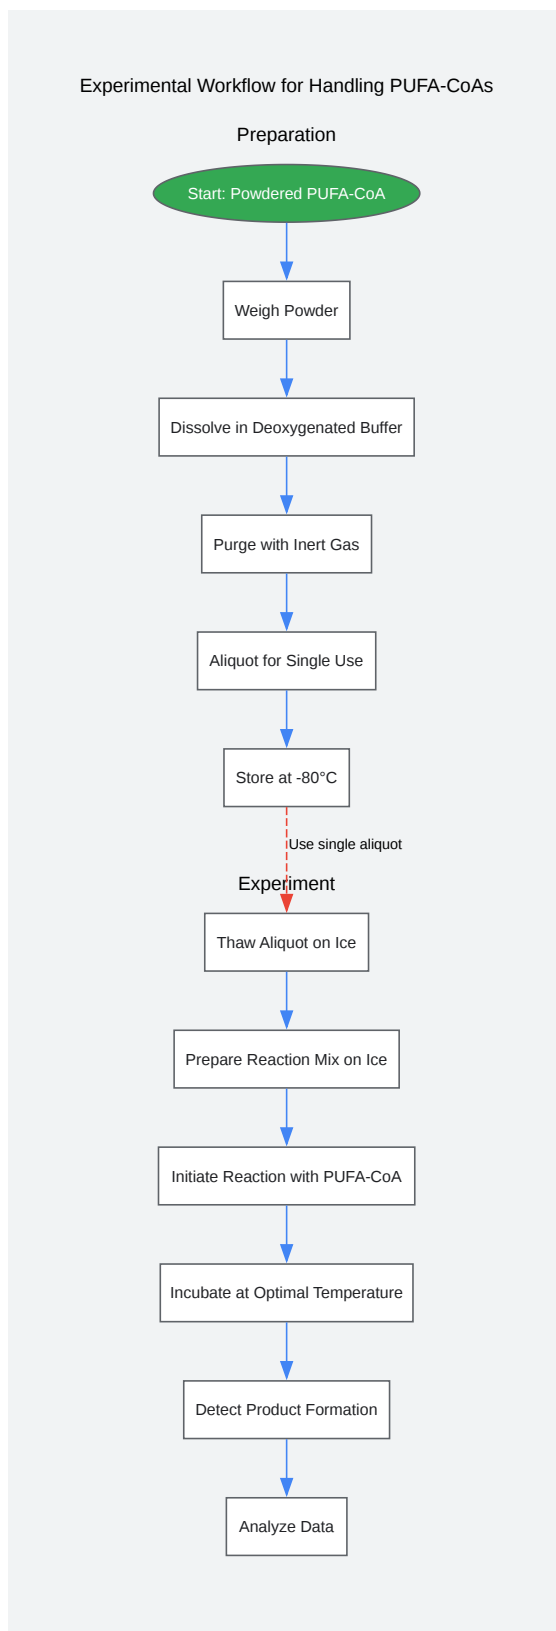 Experimental Workflow for Handling PUFA-CoAs
Preparation
Start: Powdered PUFA-CoA
Weigh Powder
Dissolve in Deoxygenated Buffer
Purge with Inert Gas
Aliquot for Single Use
Store at -80°C
Use single aliquot
Experiment
Thaw Aliquot on Ice
Prepare Reaction Mix on Ice
Initiate Reaction with PUFA-CoA
Incubate at Optimal Temperature
Detect Product Formation
Analyze Data